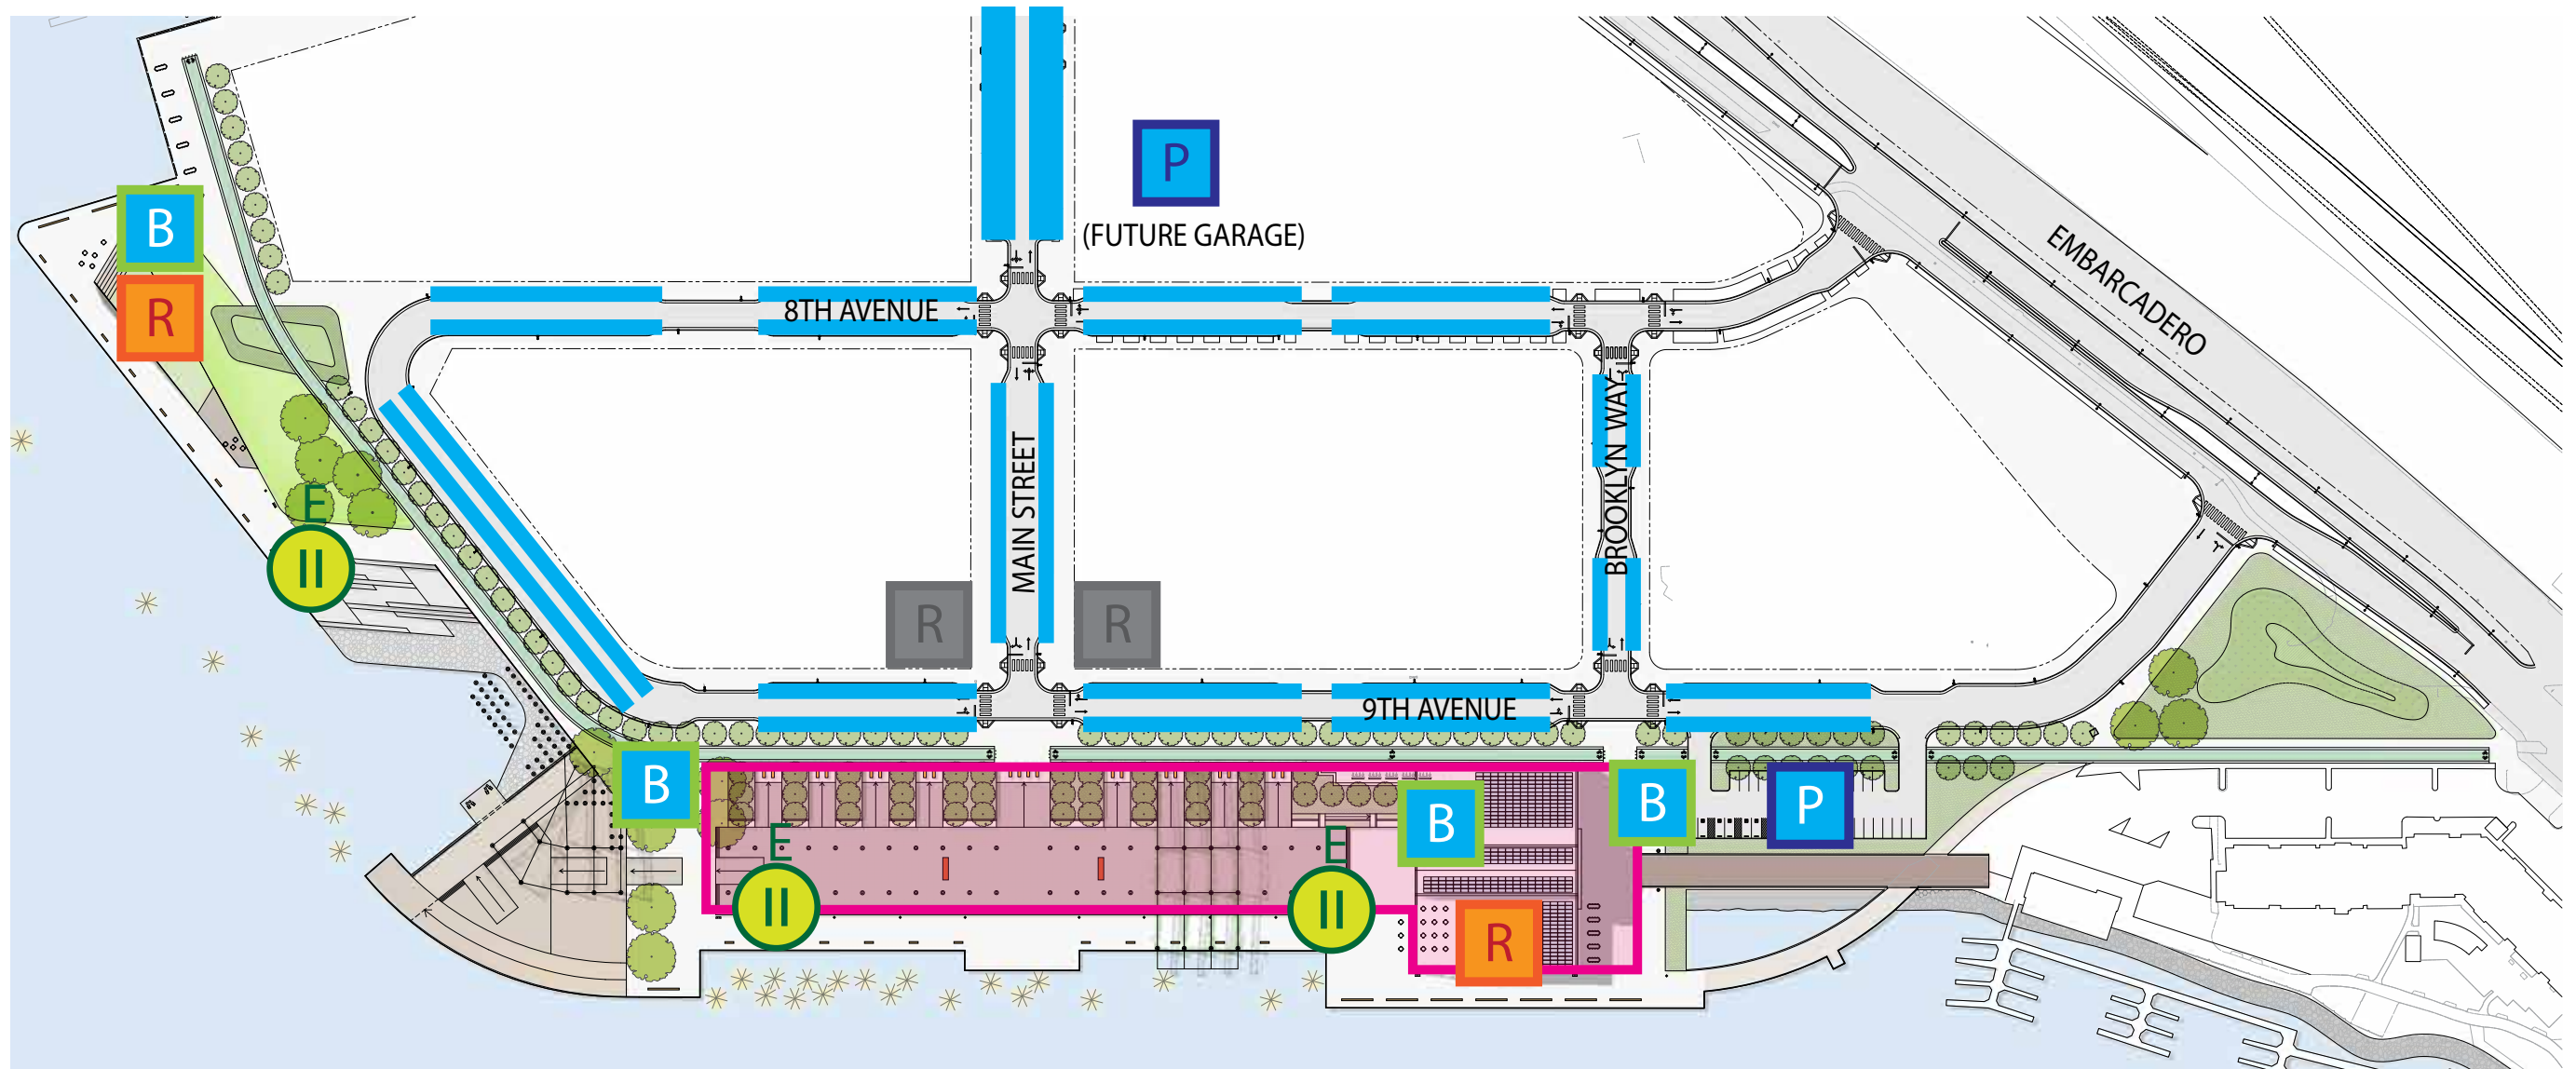 P
(FUTURE GARAGE)
B
R
EMBARCADERO
8TH AVENUE
MAIN STREET
BROOKLYN WAY
E
II
R
R
9TH AVENUE
B
B
B
P
E
II
E
II
R